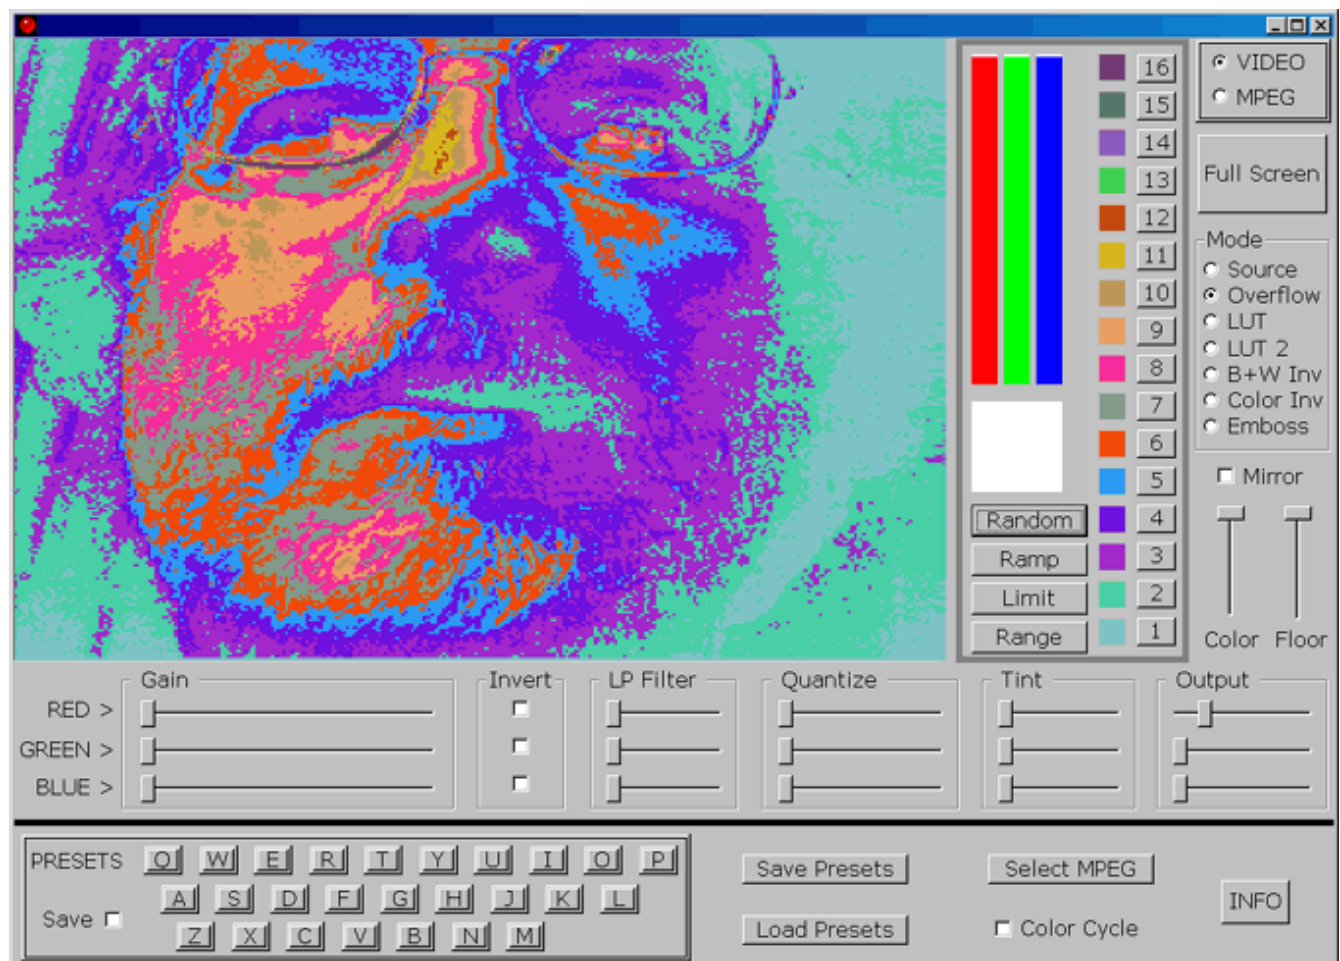 16
15
14
13
12
11
10
9
8
7
6
5
4
3
2
1
Random
Ramp
Limit
Range
VIDEO
MPEG
Full Screen
Mode
Source
Overflow
LUT
LUT 2
B+W Inv
Color Inv
Emboss
Mirror
Color Floor
Gain Invert LP Filter Quantize Tint Output
RED >
GREEN >
BLUE >
PRESETS Q W E R T Y U I O P
A S D F G H J K L
Save Z X C V B N M
Save Presets
Load Presets
Select MPEG
Color Cycle
INFO